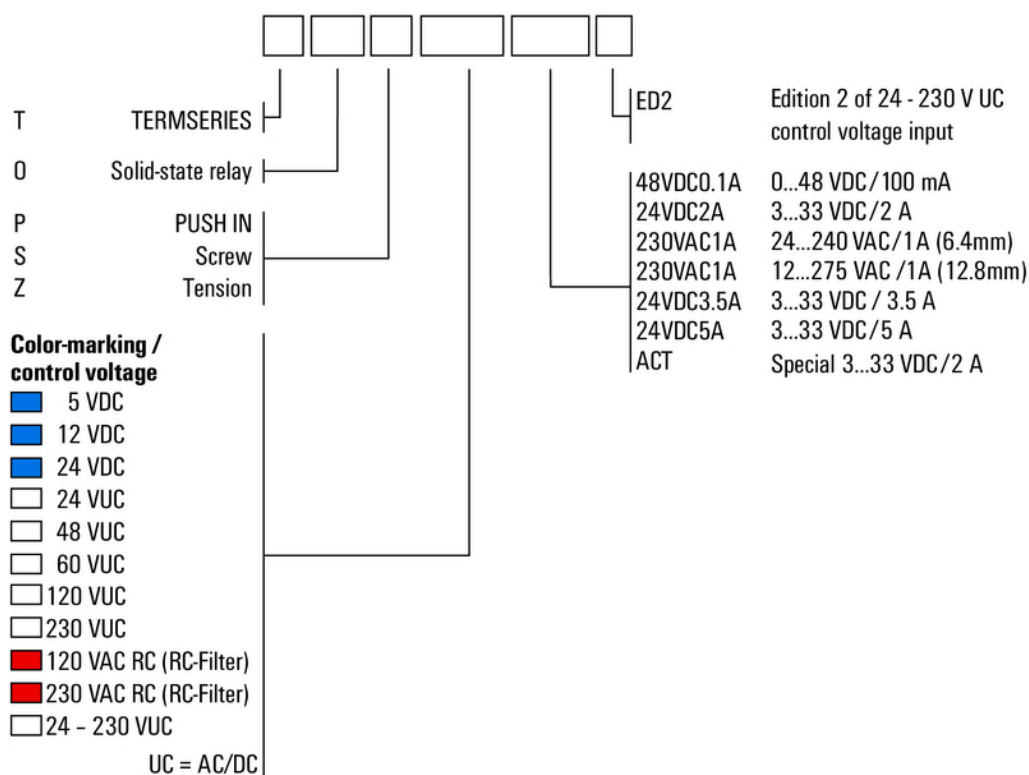 T TERMSERIES
O Solid-state relay
P PUSH IN
S Screw
Z Tension
Color-marking /
control voltage
5 VDC
12 VDC
24 VDC
24 VUC
48 VUC
60 VUC
120 VUC
230 VUC
120 VAC RC (RC-Filter)
230 VAC RC (RC-Filter)
24 – 230 VUC
UC = AC/DC
ED2 Edition 2 of 24 - 230 V UC
control voltage input
48VDC0.1A 0...48 VDC/100 mA
24VDC2A 3...33 VDC/2 A
230VAC1A 24...240 VAC/1A (6.4mm)
230VAC1A 12...275 VAC /1A (12.8mm)
24VDC3.5A 3...33 VDC / 3.5 A
24VDC5A 3...33 VDC/5 A
ACT Special 3...33 VDC/2 A